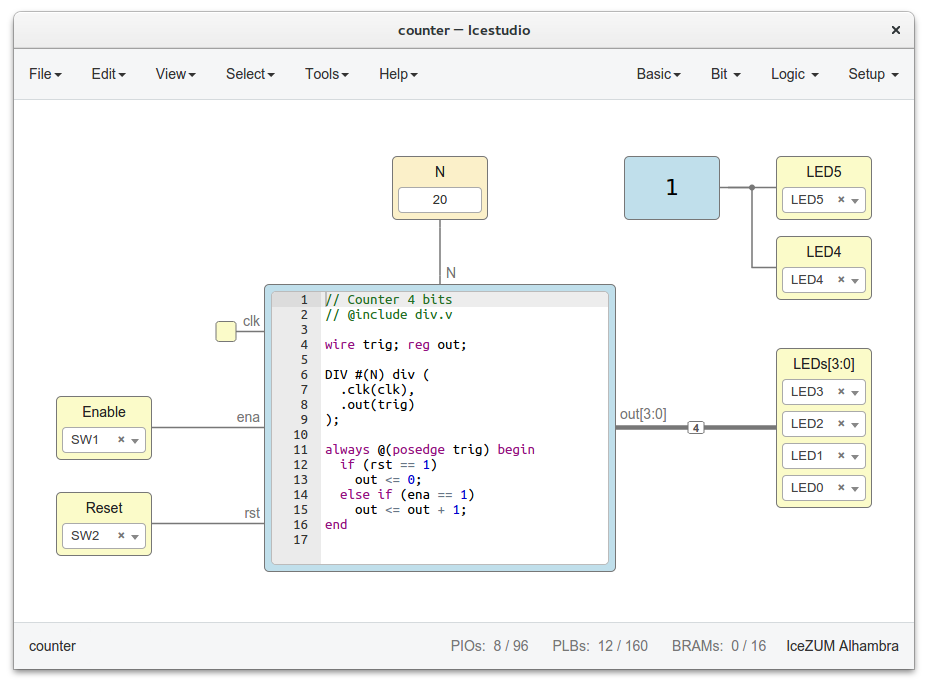 counter – Icestudio ×
File Edit View Select Tools Help Basic Bit Logic Setup
N
20
N
1
LED5
LED5 ×
LED4
LED4 ×
clk
Enable
SW1 ×
ena
Reset
SW2 ×
rst
1 // Counter 4 bits
2 // @include div.v
3
4 wire trig; reg out;
5
6 DIV #(N) div (
7 .clk(clk),
8 .out(trig)
9 );
10
11 always @(posedge trig) begin
12 if (rst == 1)
13 out <= 0;
14 else if (ena == 1)
15 out <= out + 1;
16 end
17
out[3:0]
4
LEDs[3:0]
LED3 ×
LED2 ×
LED1 ×
LED0 ×
counter PIOs: 8 / 96 PLBs: 12 / 160 BRAMs: 0 / 16 IceZUM Alhambra